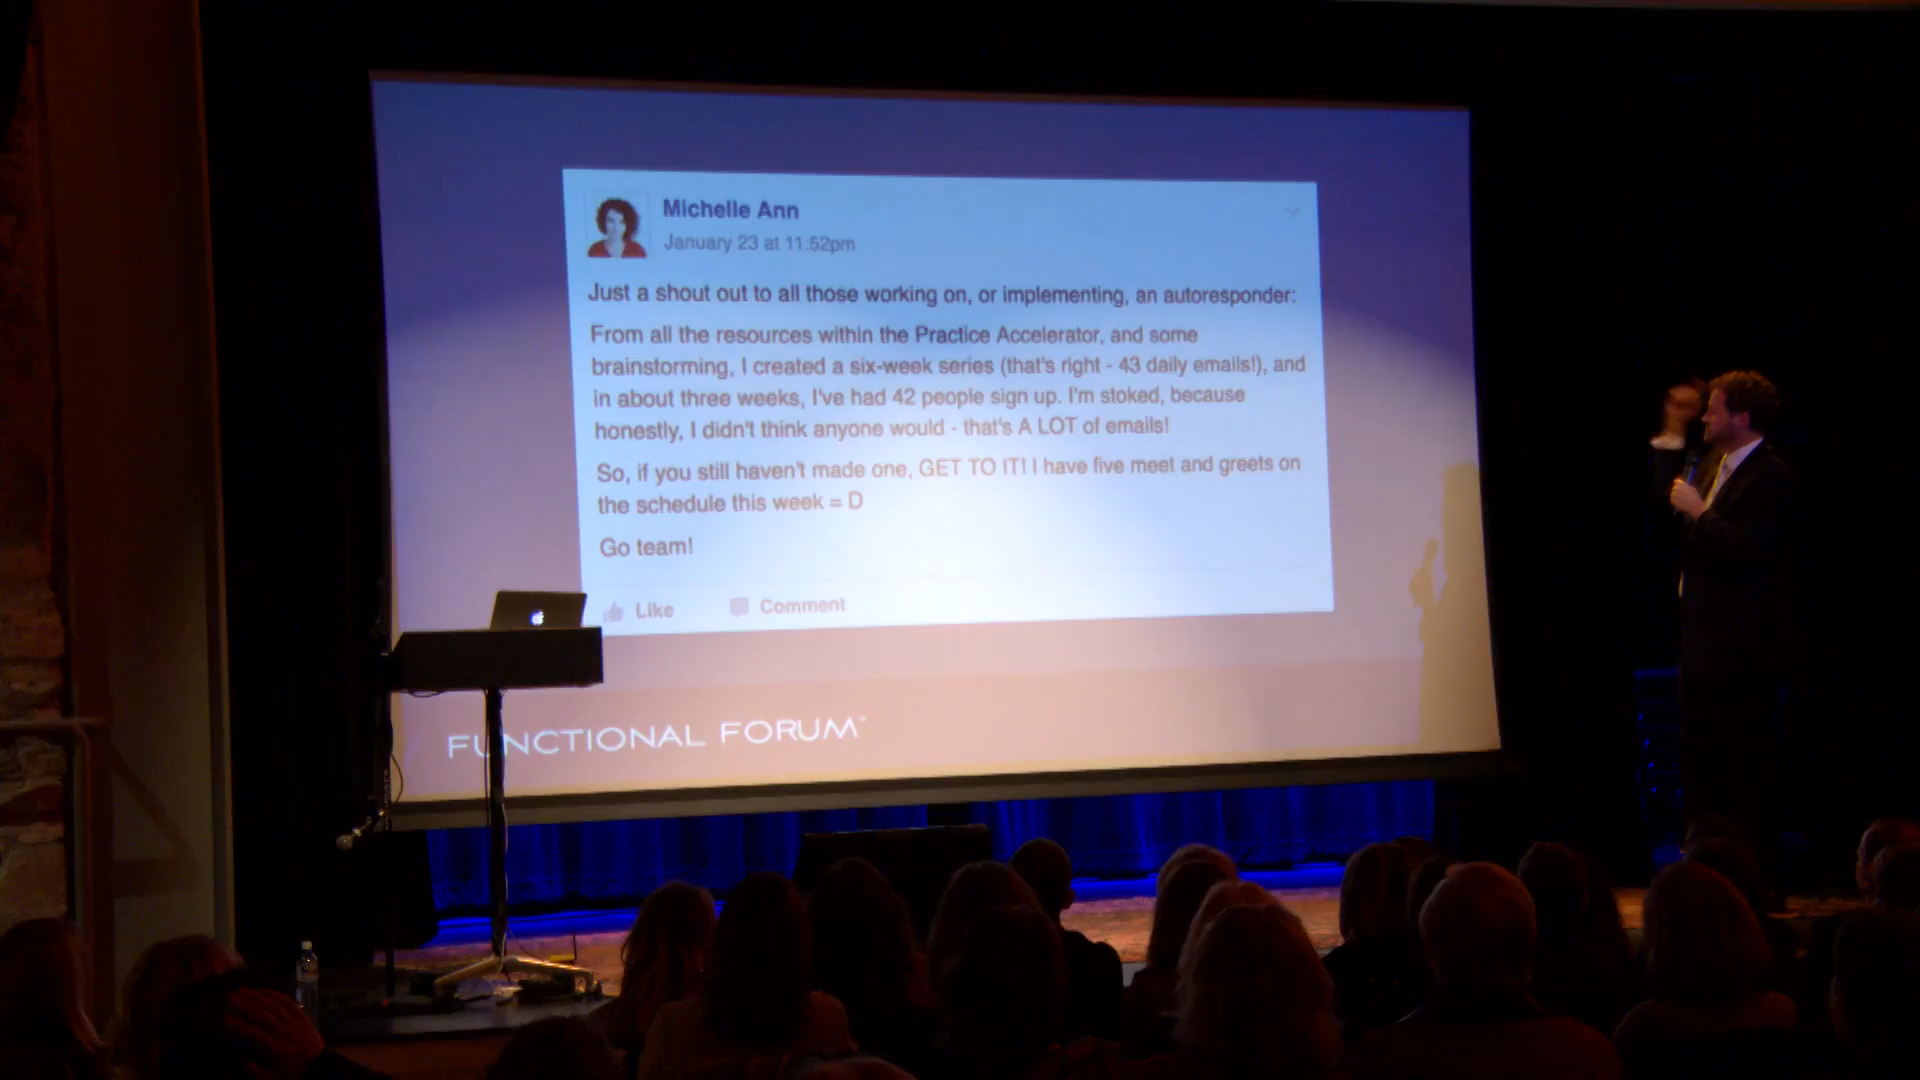 Michelle Ann
January 23 at 11:52pm
Just a shout out to all those working on, or implementing, an autoresponder:
From all the resources within the Practice Accelerator, and some
brainstorming, I created a six-week series (that's right - 43 daily emails!), and
in about three weeks, I've had 42 people sign up. I'm stoked, because
honestly, I didn't think anyone would - that's A LOT of emails!
So, if you still haven't made one, GET TO IT! I have five meet and greets on
the schedule this week = D
Go team!
Like Comment
FUNCTIONAL FORUM™